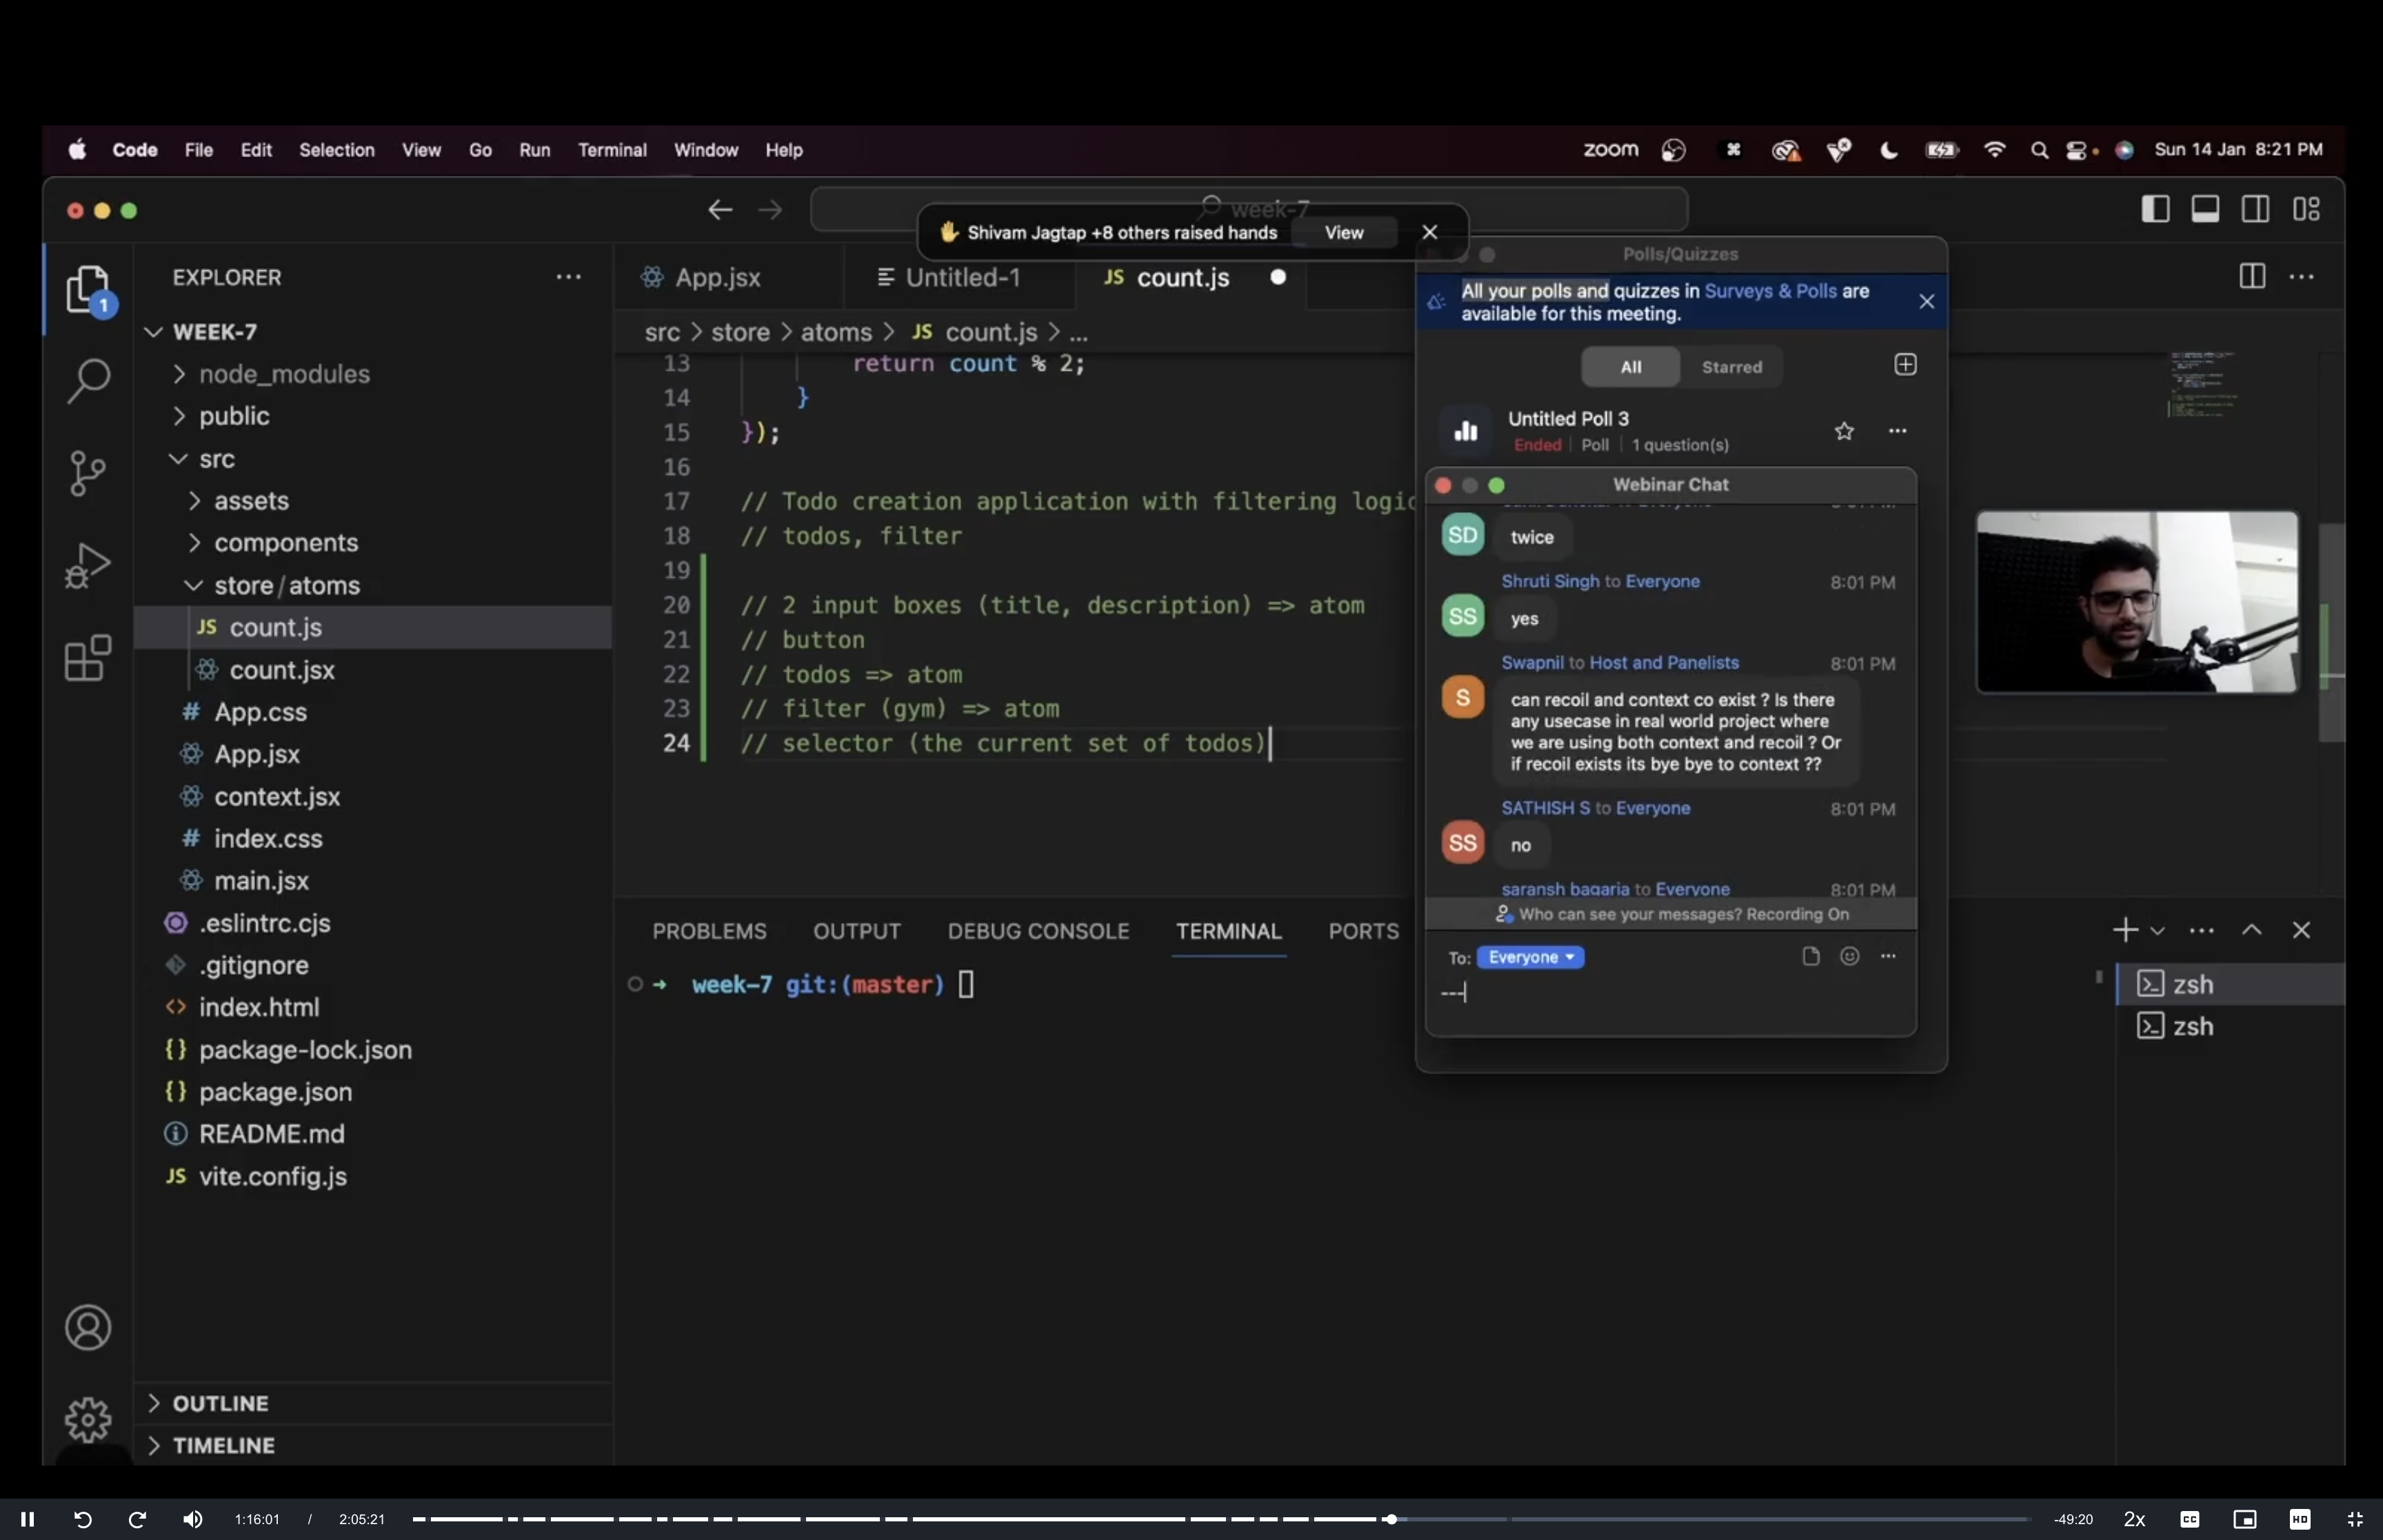 Code File Edit Selection View Go Run Terminal Window Help
zoom
Sun 14 Jan 8:21 PM
week-7
✋ Shivam Jagtap +8 others raised hands View
EXPLORER
WEEK-7
node_modules
public
src
assets
components
store/atoms
JS count.js
count.jsx
# App.css
App.jsx
context.jsx
# index.css
main.jsx
.eslintrc.cjs
.gitignore
<> index.html
{} package-lock.json
{} package.json
README.md
JS vite.config.js
OUTLINE
TIMELINE
1
App.jsx
Untitled-1
JS count.js
src > store > atoms > JS count.js > ...
13 return count % 2;
14 }
15 });
16
17 // Todo creation application with filtering logic
18 // todos, filter
19
20 // 2 input boxes (title, description) => atom
21 // button
22 // todos => atom
23 // filter (gym) => atom
24 // selector (the current set of todos)
PROBLEMS OUTPUT DEBUG CONSOLE TERMINAL PORTS
→ week-7 git:(master)
zsh
zsh
Polls/Quizzes
All your polls and quizzes in Surveys & Polls are
available for this meeting.
All Starred
Untitled Poll 3
Ended | Poll | 1 question(s)
Webinar Chat
SD twice
Shruti Singh to Everyone 8:01 PM
SS yes
Swapnil to Host and Panelists 8:01 PM
S can recoil and context co exist ? Is there
any usecase in real world project where
we are using both context and recoil ? Or
if recoil exists its bye bye to context ??
SATHISH S to Everyone 8:01 PM
SS no
saransh bagaria to Everyone 8:01 PM
Who can see your messages? Recording On
To: Everyone
---
1:16:01 / 2:05:21
-49:20 2x CC HD